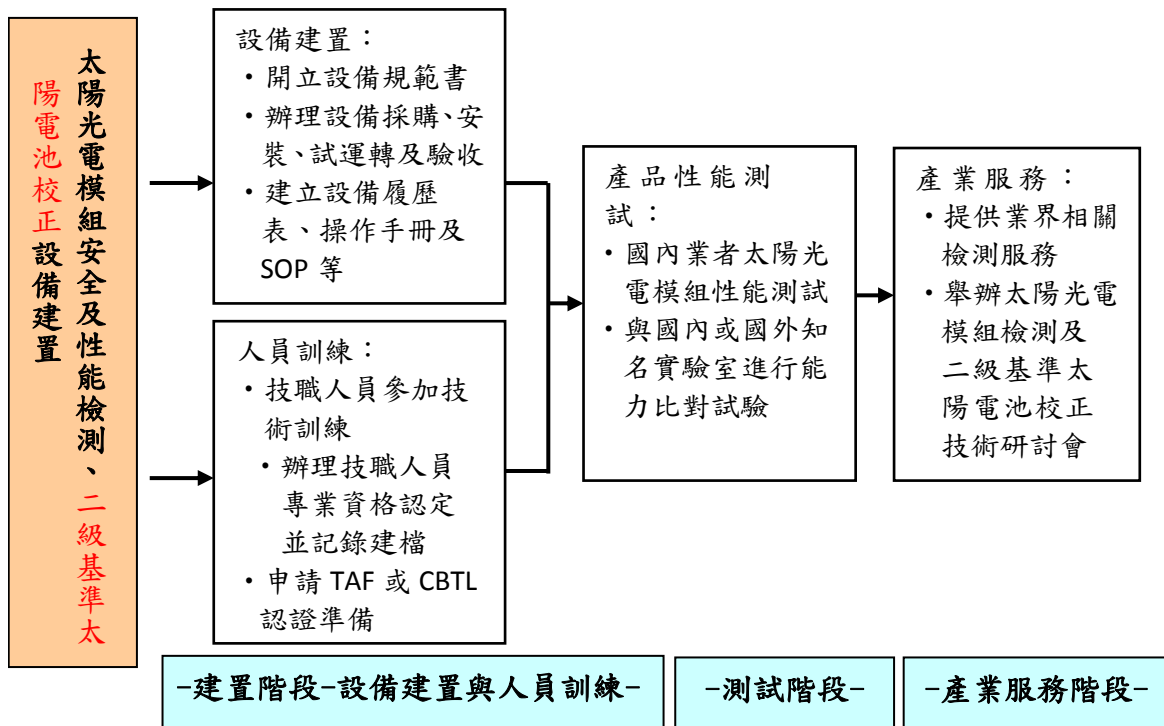 太陽光電模組安全及性能檢測、二級基準太
陽電池校正設備建置
設備建置：
・開立設備規範書
・辦理設備採購、安
裝、試運轉及驗收
・建立設備履歷
表、操作手冊及
SOP 等
人員訓練：
・技職人員參加技
術訓練
・辦理技職人員
專業資格認定
並記錄建檔
・申請 TAF 或 CBTL
認證準備
產品性能測
試：
・國內業者太陽光
電模組性能測試
・與國內或國外知
名實驗室進行能
力比對試驗
產業服務：
・提供業界相關
檢測服務
・舉辦太陽光電
模組檢測及
二級基準太
陽電池校正
技術研討會
-建置階段-設備建置與人員訓練-
-測試階段-
-產業服務階段-